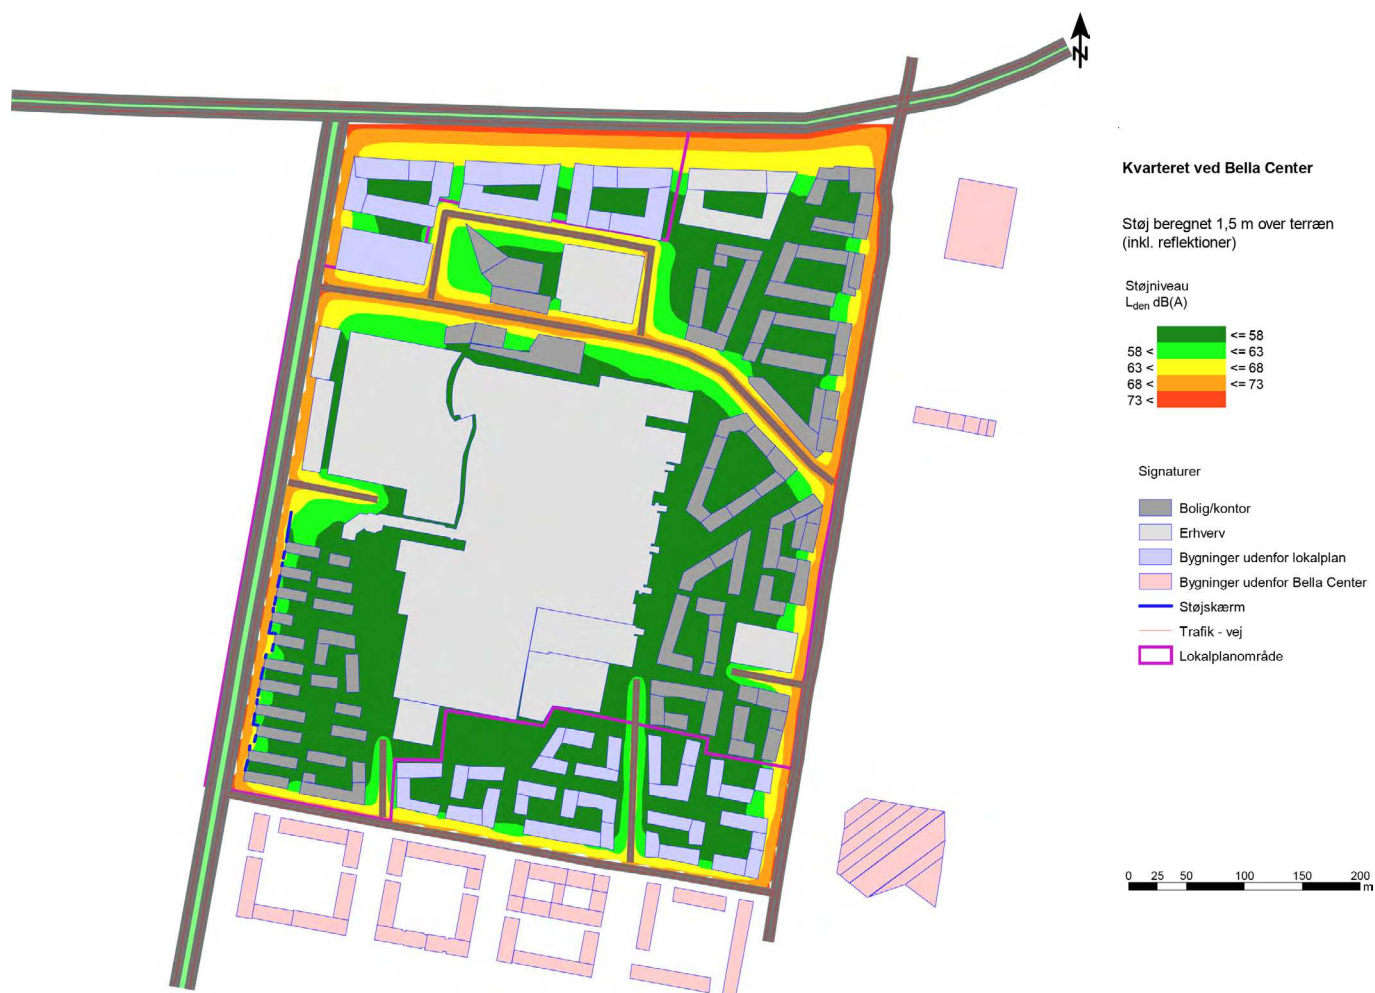 N
Kvarteret ved Bella Center
Støj beregnet 1,5 m over terræn
(inkl. reflektioner)
Støjniveau
Lden dB(A)
<= 58
58 < <= 63
63 < <= 68
68 < <= 73
73 <
Signaturer
Bolig/kontor
Erhverv
Bygninger udenfor lokalplan
Bygninger udenfor Bella Center
Støjskærm
Trafik - vej
Lokalplanområde
0 25 50 100 150 200
m